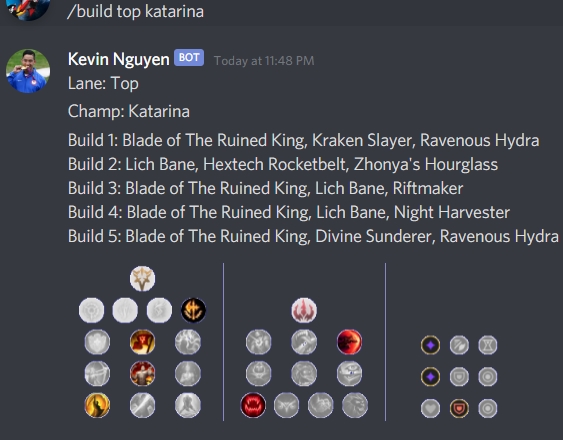 /build top katarina
Kevin Nguyen BOT Today at 11:48 PM
Lane: Top
Champ: Katarina
Build 1: Blade of The Ruined King, Kraken Slayer, Ravenous Hydra
Build 2: Lich Bane, Hextech Rocketbelt, Zhonya's Hourglass
Build 3: Blade of The Ruined King, Lich Bane, Riftmaker
Build 4: Blade of The Ruined King, Lich Bane, Night Harvester
Build 5: Blade of The Ruined King, Divine Sunderer, Ravenous Hydra